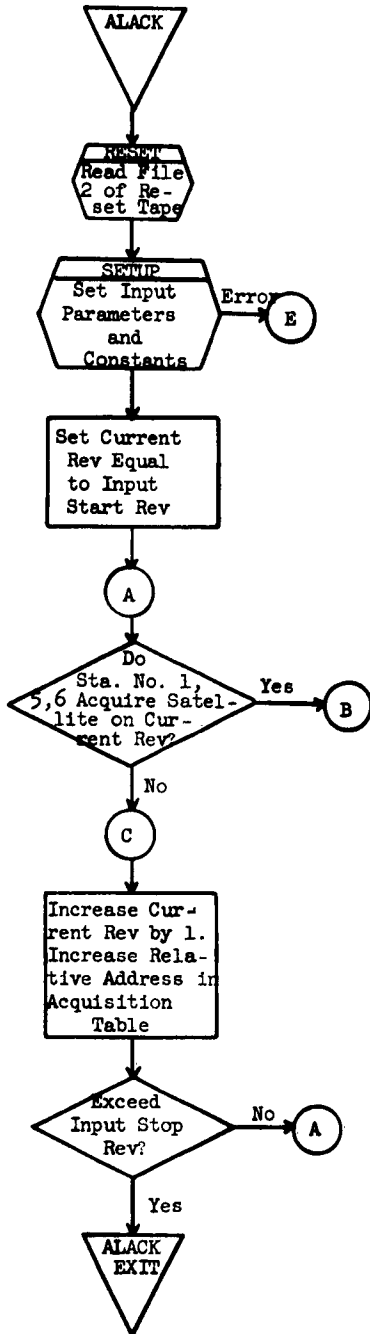 ALACK
RESET
Read File
2 of Re-
set Tape
SETUP
Set Input
Parameters
and
Constants
Error
E
Set Current
Rev Equal
to Input
Start Rev
A
Do
Sta. No. 1,
5,6 Acquire Satel-
lite on Cur-
rent Rev?
Yes
B
No
C
Increase Cur-
rent Rev by 1.
Increase Rela-
tive Address in
Acquisition
Table
Exceed
Input Stop
Rev?
No
A
Yes
ALACK
EXIT